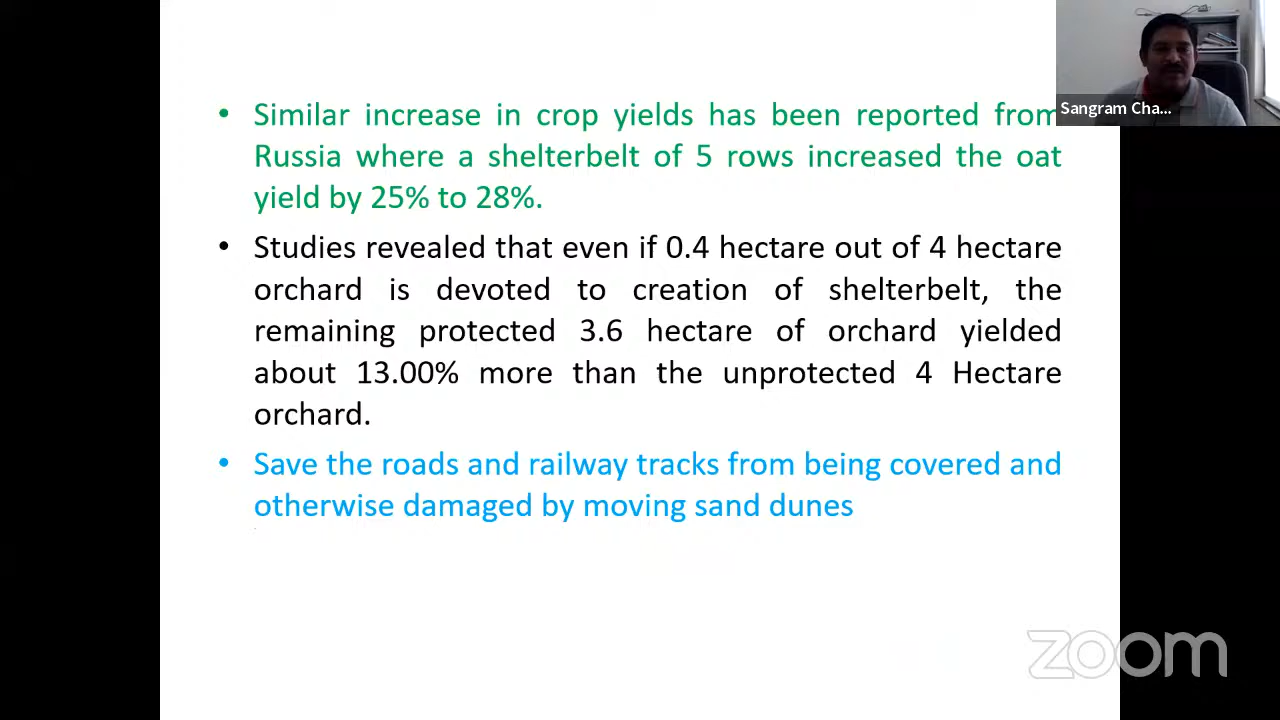 Sangram Cha...
• Similar increase in crop yields has been reported from
Russia where a shelterbelt of 5 rows increased the oat
yield by 25% to 28%.
• Studies revealed that even if 0.4 hectare out of 4 hectare
orchard is devoted to creation of shelterbelt, the
remaining protected 3.6 hectare of orchard yielded
about 13.00% more than the unprotected 4 Hectare
orchard.
• Save the roads and railway tracks from being covered and
otherwise damaged by moving sand dunes
zoom